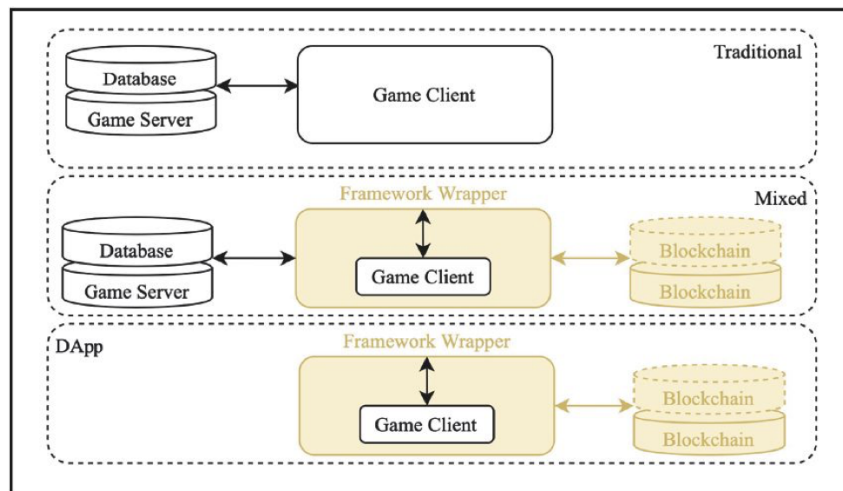 Traditional
Database
Game Server
Game Client
Framework Wrapper
Mixed
Database
Game Server
Game Client
Blockchain
Blockchain
DApp
Framework Wrapper
Game Client
Blockchain
Blockchain